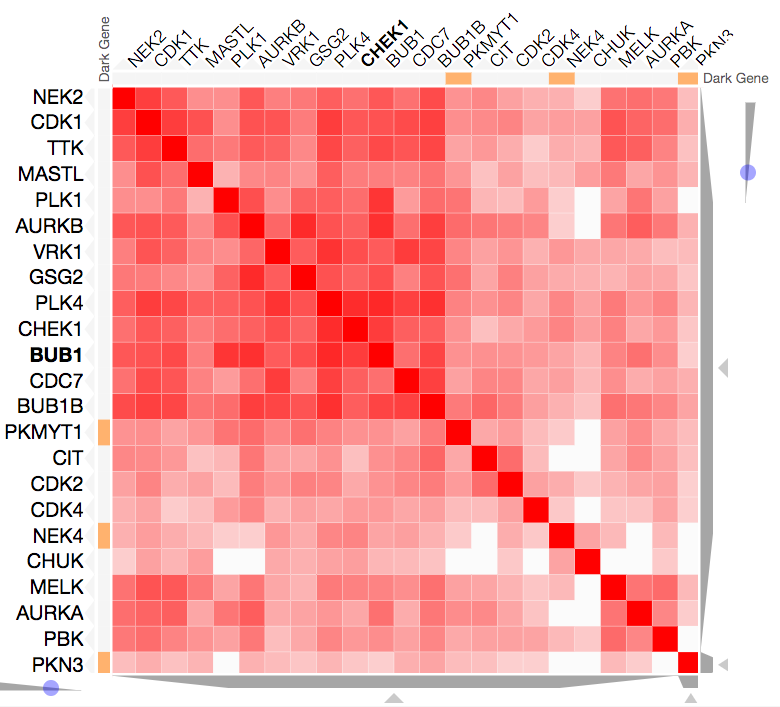 Dark Gene
NEK2
CDK1
TTK
MASTL
PLK1
AURKB
VRK1
GSG2
PLK4
CHEK1
BUB1
CDC7
BUB1B
PKMYT1
CIT
CDK2
CDK4
NEK4
CHUK
MELK
AURKA
PBK
PKN3
Dark Gene
NEK2
CDK1
TTK
MASTL
PLK1
AURKB
VRK1
GSG2
PLK4
CHEK1
BUB1
CDC7
BUB1B
PKMYT1
CIT
CDK2
CDK4
NEK4
CHUK
MELK
AURKA
PBK
PKN3